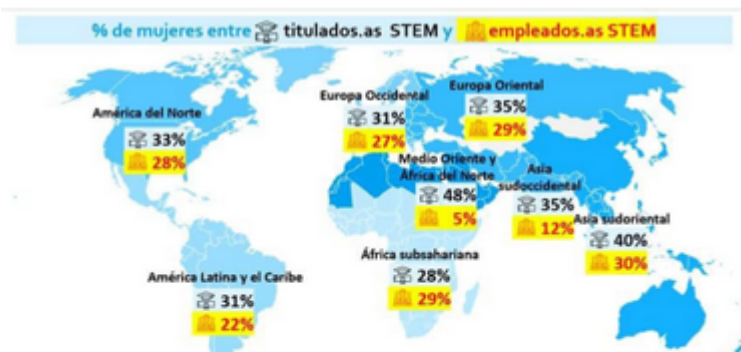 % de mujeres entre titulados.as STEM y empleados.as STEM
América del Norte
33%
28%
Europa Occidental
31%
27%
Europa Oriental
35%
29%
Medio Oriente y
África del Norte
48%
5%
Asia
sudoccidental
35%
12%
Asia sudoriental
40%
30%
África subsahariana
28%
29%
América Latina y el Caribe
31%
22%